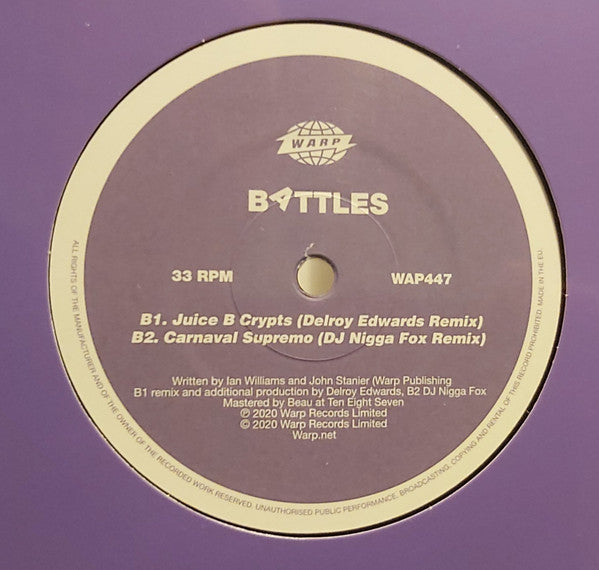 WARP
BATTLES
33 RPM WAP447
B1. Juice B Crypts (Delroy Edwards Remix)
B2. Carnaval Supremo (DJ Nigga Fox Remix)
Written by Ian Williams and John Stanier (Warp Publishing
B1 remix and additional production by Delroy Edwards, B2 DJ Nigga Fox
Mastered by Beau at Ten Eight Seven
℗ 2020 Warp Records Limited
© 2020 Warp Records Limited
Warp.net
ALL RIGHTS OF THE MANUFACTURER AND OF THE OWNER OF THE RECORDED WORK RESERVED. UNAUTHORISED PUBLIC PERFORMANCE, BROADCASTING, COPYING AND RENTAL OF THIS RECORD PROHIBITED. MADE IN THE EU.